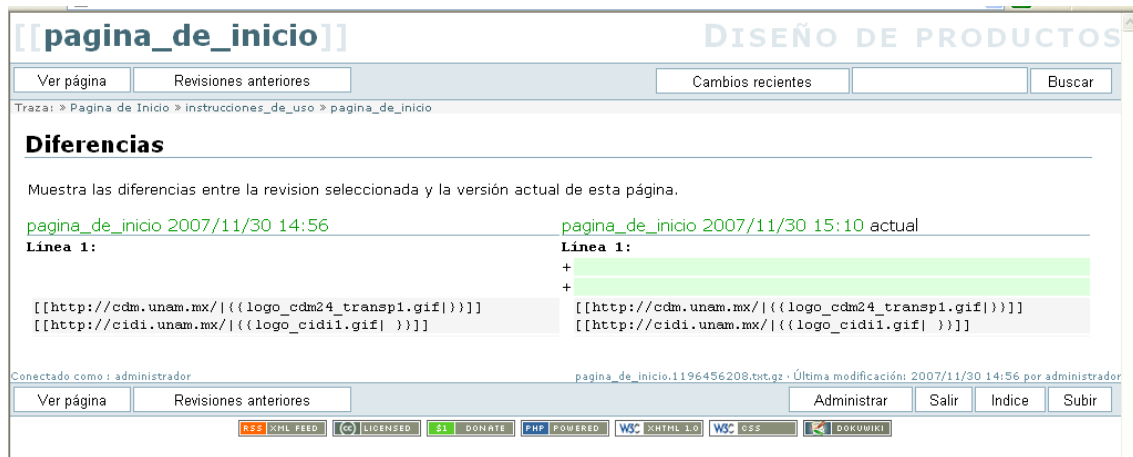 [[pagina_de_inicio]] DISEÑO DE PRODUCTOS
Ver página Revisiones anteriores Cambios recientes Buscar
Traza: » Pagina de Inicio » instrucciones_de_uso » pagina_de_inicio
Diferencias
Muestra las diferencias entre la revision seleccionada y la versión actual de esta página.
pagina_de_inicio 2007/11/30 14:56 pagina_de_inicio 2007/11/30 15:10 actual
Línea 1: Línea 1:
+
+
[[http://cdm.unam.mx/|{{logo_cdm24_transp1.gif|}}]] [[http://cdm.unam.mx/|{{logo_cdm24_transp1.gif|}}]]
[[http://cidi.unam.mx/|{{logo_cidi1.gif| }}]] [[http://cidi.unam.mx/|{{logo_cidi1.gif| }}]]
Conectado como : administrador pagina_de_inicio.1196456208.txt.gz · Última modificación: 2007/11/30 14:56 por administrador
Ver página Revisiones anteriores Administrar Salir Indice Subir
RSS XML FEED (cc) LICENSED $1 DONATE PHP POWERED W3C XHTML 1.0 W3C CSS DOKUWIKI